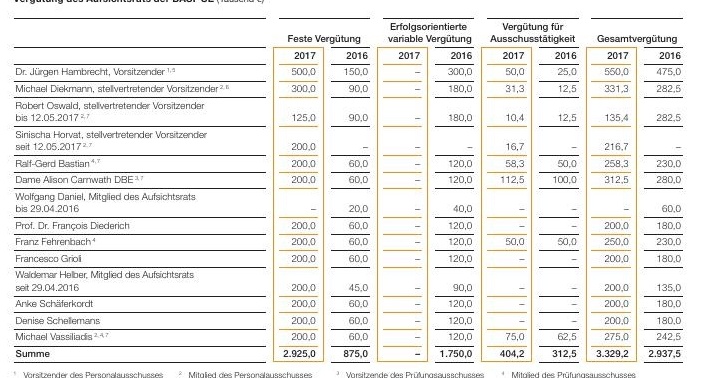 Vergütung des Aufsichtsrats der BASF SE (Tausend €)
Feste Vergütung Erfolgsorientierte variable Vergütung Vergütung für Ausschusstätigkeit Gesamtvergütung
2017 2016 2017 2016 2017 2016 2017 2016
Dr. Jürgen Hambrecht, Vorsitzender 1, 5 500,0 150,0 – 300,0 50,0 25,0 550,0 475,0
Michael Diekmann, stellvertretender Vorsitzender 2, 6 300,0 90,0 – 180,0 31,3 12,5 331,3 282,5
Robert Oswald, stellvertretender Vorsitzender
bis 12.05.2017 2, 7 125,0 90,0 – 180,0 10,4 12,5 135,4 282,5
Sinischa Horvat, stellvertretender Vorsitzender
seit 12.05.2017 2, 7 200,0 – – – 16,7 – 216,7 –
Ralf-Gerd Bastian 4, 7 200,0 60,0 – 120,0 58,3 50,0 258,3 230,0
Dame Alison Carnwath DBE 3, 7 200,0 60,0 – 120,0 112,5 100,0 312,5 280,0
Wolfgang Daniel, Mitglied des Aufsichtsrats
bis 29.04.2016 – 20,0 – 40,0 – – – 60,0
Prof. Dr. François Diederich 200,0 60,0 – 120,0 – – 200,0 180,0
Franz Fehrenbach 4 200,0 60,0 – 120,0 50,0 50,0 250,0 230,0
Francesco Grioli 200,0 60,0 – 120,0 – – 200,0 180,0
Waldemar Helber, Mitglied des Aufsichtsrats
seit 29.04.2016 200,0 45,0 – 90,0 – – 200,0 135,0
Anke Schäferkordt 200,0 60,0 – 120,0 – – 200,0 180,0
Denise Schellemans 200,0 60,0 – 120,0 – – 200,0 180,0
Michael Vassiliadis 2, 4, 7 200,0 60,0 – 120,0 75,0 62,5 275,0 242,5
Summe 2.925,0 875,0 – 1.750,0 404,2 312,5 3.329,2 2.937,5
1 Vorsitzender des Personalausschusses 2 Mitglied des Personalausschusses 3 Vorsitzende des Prüfungsausschusses 4 Mitglied des Prüfungsausschusses